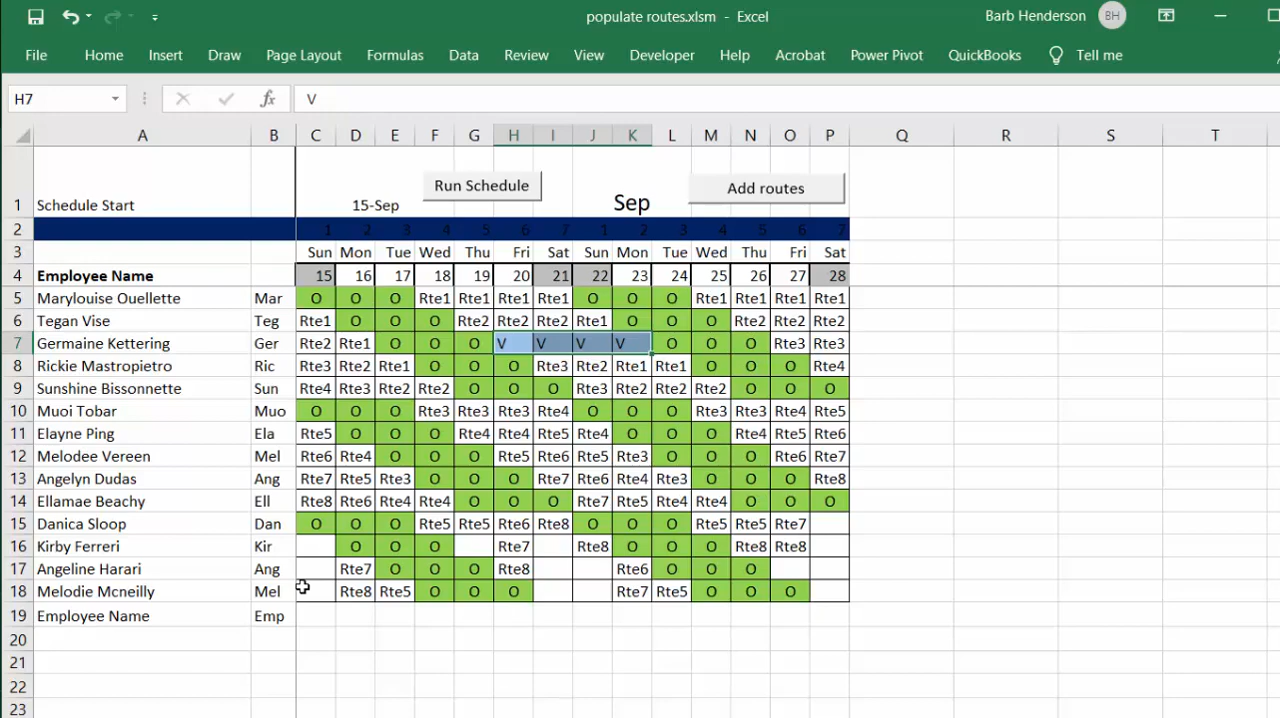 populate routes.xlsm - Excel
Barb Henderson BH
File Home Insert Draw Page Layout Formulas Data Review View Developer Help Acrobat Power Pivot QuickBooks Tell me
H7 fx V
A B C D E F G H I J K L M N O P Q R S T
1 Schedule Start 15-Sep Run Schedule Sep Add routes
2 1 2 3 4 5 6 7 1 2 3 4 5 6 7
3 Sun Mon Tue Wed Thu Fri Sat Sun Mon Tue Wed Thu Fri Sat
4 Employee Name 15 16 17 18 19 20 21 22 23 24 25 26 27 28
5 Marylouise Ouellette Mar O O O Rte1 Rte1 Rte1 Rte1 O O O Rte1 Rte1 Rte1 Rte1
6 Tegan Vise Teg Rte1 O O O Rte2 Rte2 Rte2 Rte1 O O O Rte2 Rte2 Rte2
7 Germaine Kettering Ger Rte2 Rte1 O O O V V V V O O O Rte3 Rte3
8 Rickie Mastropietro Ric Rte3 Rte2 Rte1 O O O Rte3 Rte2 Rte1 Rte1 O O O Rte4
9 Sunshine Bissonnette Sun Rte4 Rte3 Rte2 Rte2 O O O Rte3 Rte2 Rte2 Rte2 O O O
10 Muoi Tobar Muo O O O Rte3 Rte3 Rte3 Rte4 O O O Rte3 Rte3 Rte4 Rte5
11 Elayne Ping Ela Rte5 O O O Rte4 Rte4 Rte5 Rte4 O O O Rte4 Rte5 Rte6
12 Melodee Vereen Mel Rte6 Rte4 O O O Rte5 Rte6 Rte5 Rte3 O O O Rte6 Rte7
13 Angelyn Dudas Ang Rte7 Rte5 Rte3 O O O Rte7 Rte6 Rte4 Rte3 O O O Rte8
14 Ellamae Beachy Ell Rte8 Rte6 Rte4 Rte4 O O O Rte7 Rte5 Rte4 Rte4 O O O
15 Danica Sloop Dan O O O Rte5 Rte5 Rte6 Rte8 O O O Rte5 Rte5 Rte7
16 Kirby Ferreri Kir O O O Rte7 Rte8 O O O Rte8 Rte8
17 Angeline Harari Ang Rte7 O O O Rte8 Rte6 O O O
18 Melodie Mcneilly Mel Rte8 Rte5 O O O Rte7 Rte5 O O O
19 Employee Name Emp
20
21
22
23